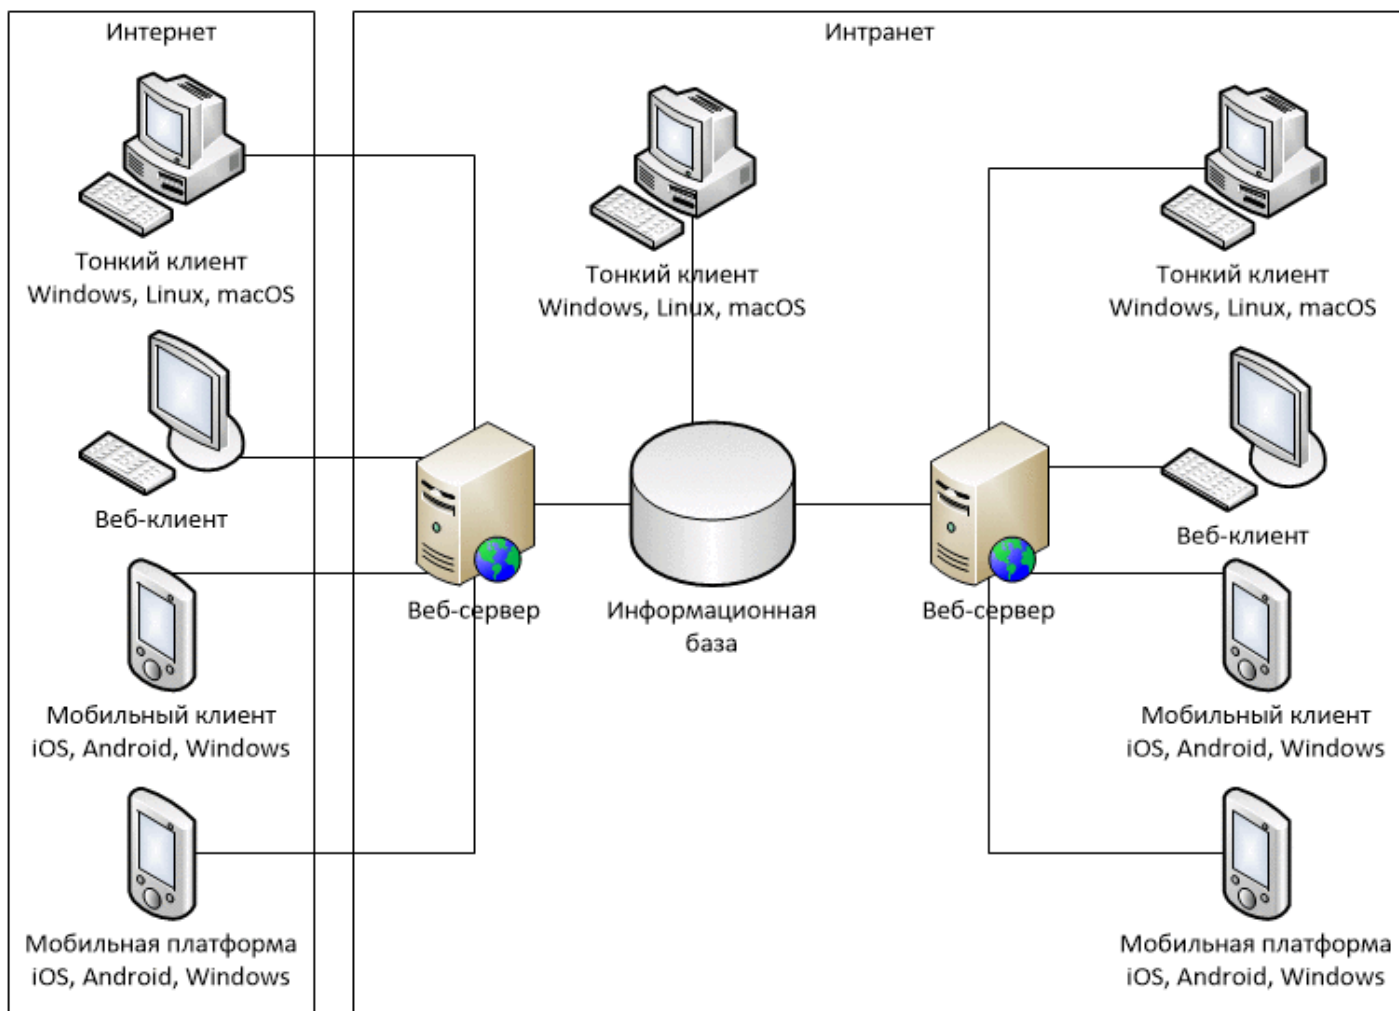 Интернет
Интранет
Тонкий клиент
Windows, Linux, macOS
Тонкий клиент
Windows, Linux, macOS
Тонкий клиент
Windows, Linux, macOS
Веб-клиент
Веб-клиент
Веб-сервер
Информационная
база
Веб-сервер
Мобильный клиент
iOS, Android, Windows
Мобильный клиент
iOS, Android, Windows
Мобильная платформа
iOS, Android, Windows
Мобильная платформа
iOS, Android, Windows